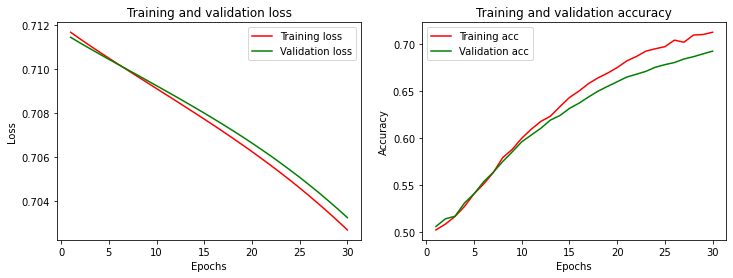 Training and validation loss
0.712
0.710
0.708
0.706
0.704
Loss
Training loss
Validation loss
0 5 10 15 20 25 30
Epochs
Training and validation accuracy
0.70
0.65
0.60
0.55
0.50
Accuracy
Training acc
Validation acc
0 5 10 15 20 25 30
Epochs